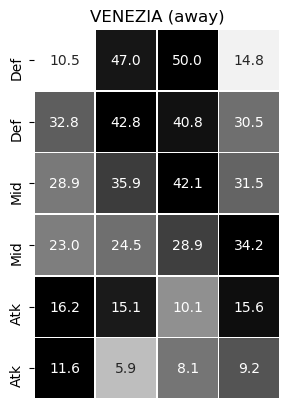 VENEZIA (away)
Def 10.5 47.0 50.0 14.8
Def 32.8 42.8 40.8 30.5
Mid 28.9 35.9 42.1 31.5
Mid 23.0 24.5 28.9 34.2
Atk 16.2 15.1 10.1 15.6
Atk 11.6 5.9 8.1 9.2